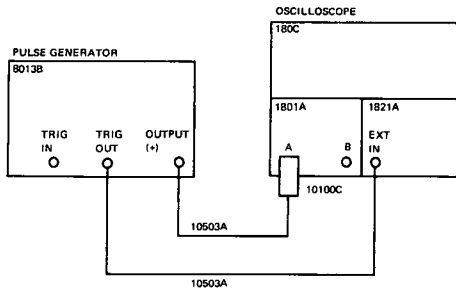 OSCILLOSCOPE
180C
PULSE GENERATOR
8013B
1801A
1821A
TRIG
IN
TRIG
OUT
OUTPUT
(+)
A
B
EXT
IN
10100C
10503A
10503A